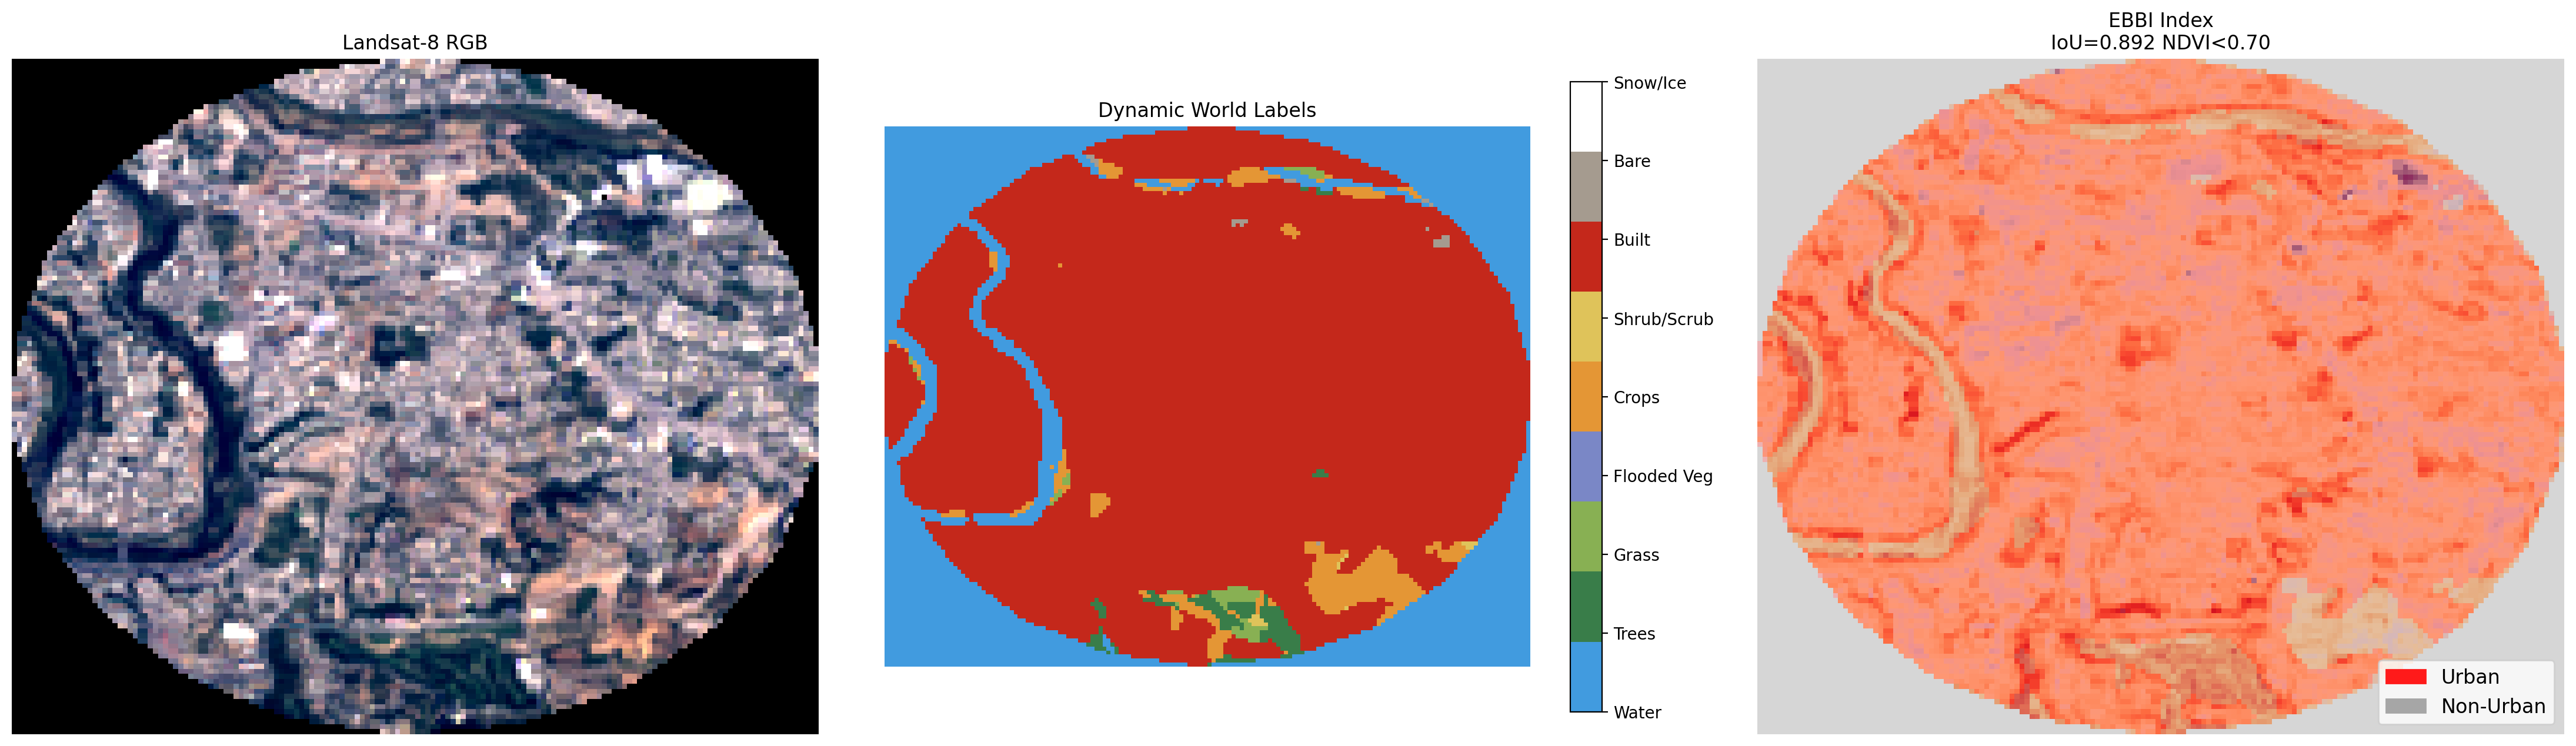 Landsat-8 RGB
Dynamic World Labels
Snow/Ice
Bare
Built
Shrub/Scrub
Crops
Flooded Veg
Grass
Trees
Water
EBBI Index
IoU=0.892 NDVI<0.70
Urban
Non-Urban